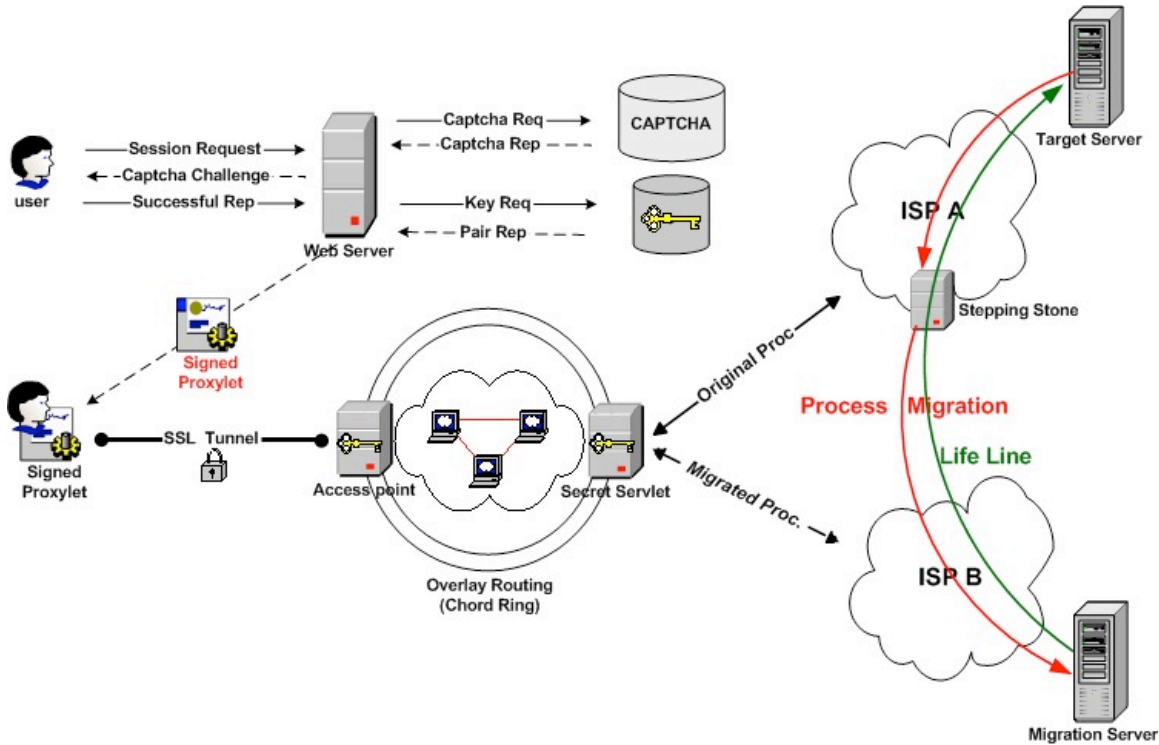 Session Request
Captcha Challenge
Successful Rep
user
Web Server
Captcha Req
Captcha Rep
Key Req
Pair Rep
CAPTCHA
Target Server
ISP A
Stepping Stone
Signed
Proxylet
Signed
Proxylet
SSL Tunnel
Access point
Secret Servlet
Overlay Routing
(Chord Ring)
Original Proc
Migrated Proc.
Process Migration
Life Line
ISP B
Migration Server